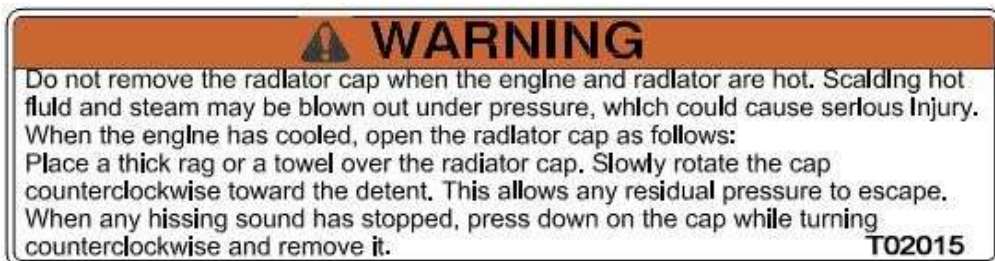 WARNING
Do not remove the radiator cap when the engine and radiator are hot. Scalding hot
fluid and steam may be blown out under pressure, which could cause serious injury.
When the engine has cooled, open the radiator cap as follows:
Place a thick rag or a towel over the radiator cap. Slowly rotate the cap
counterclockwise toward the detent. This allows any residual pressure to escape.
When any hissing sound has stopped, press down on the cap while turning
counterclockwise and remove it. T02015